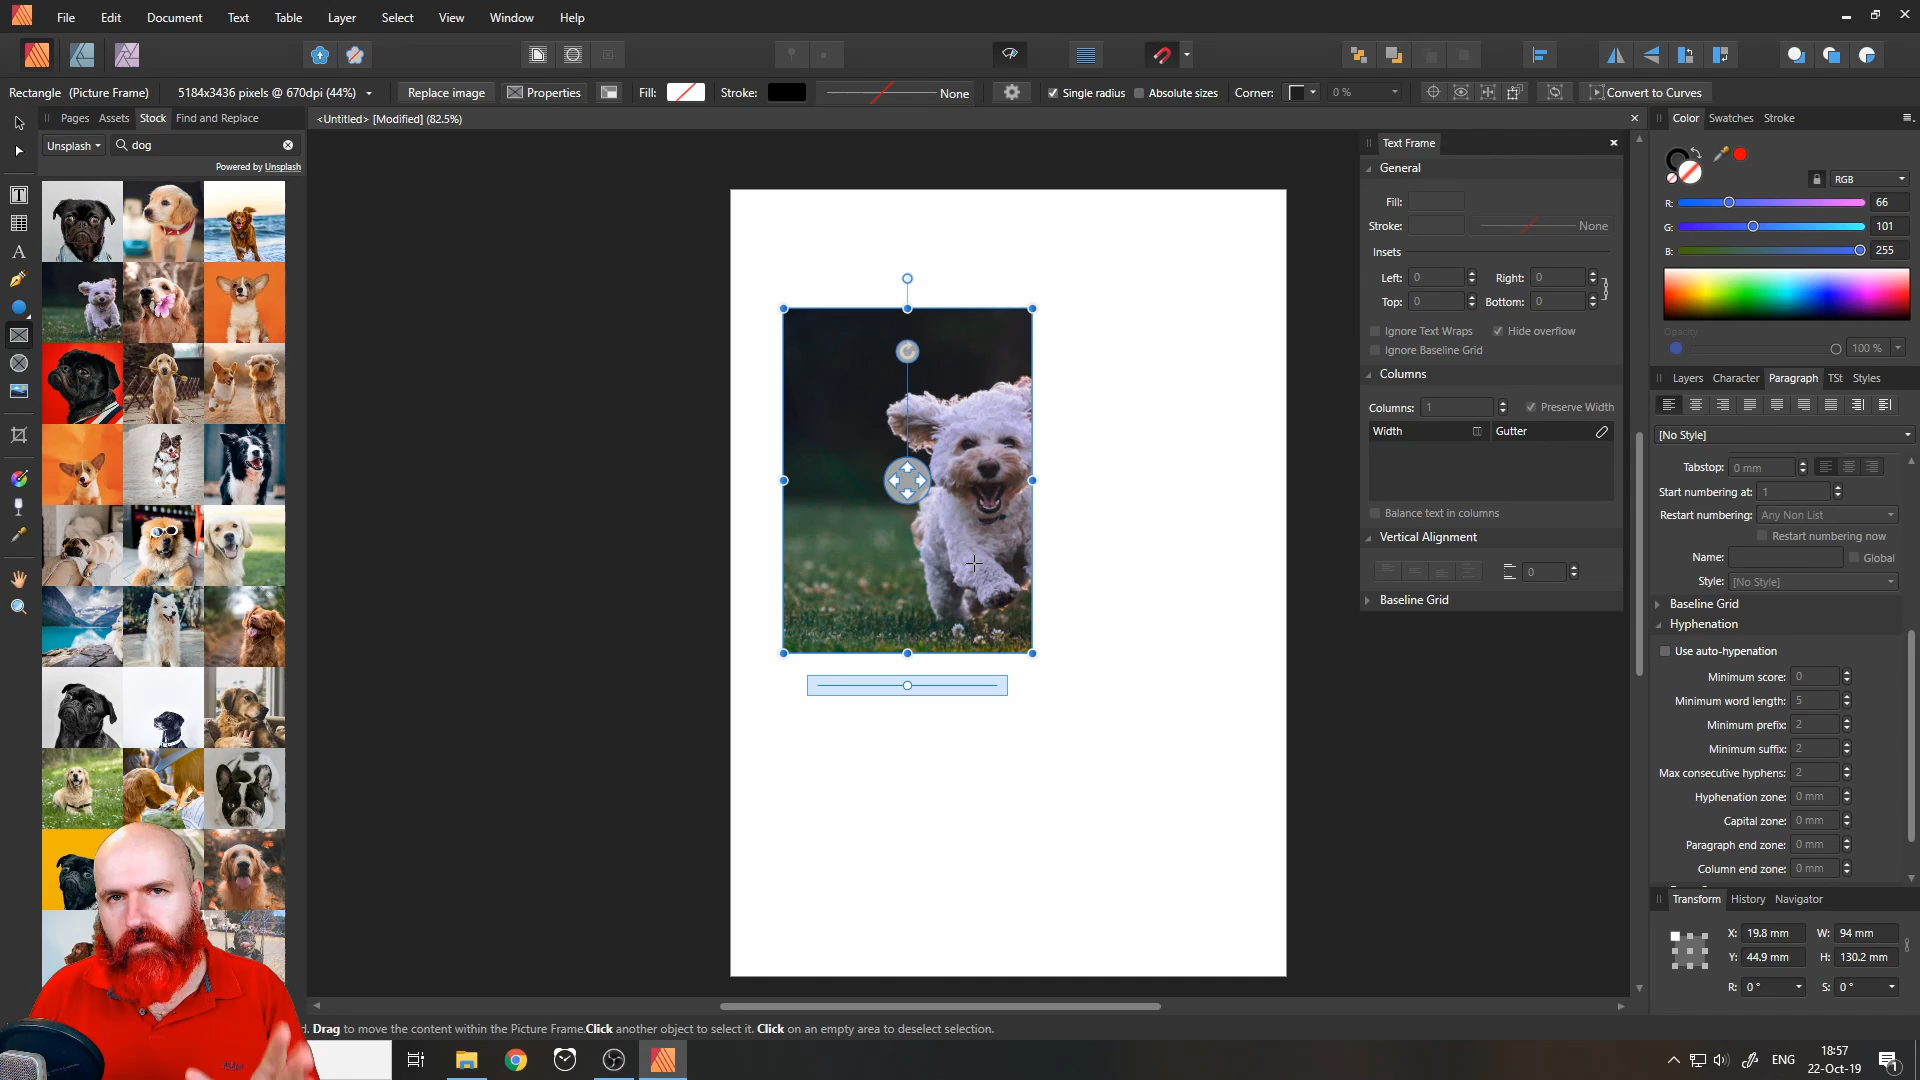 File Edit Document Text Table Layer Select View Window Help
Rectangle (Picture Frame) 5184x3436 pixels @ 670dpi (44%) Replace image Properties Fill: Stroke: None Single radius Absolute sizes Corner: 0 % Convert to Curves
Pages Assets Stock Find and Replace
<Untitled> [Modified] (82.5%)
Unsplash dog
Powered by Unsplash
Text Frame
General
Fill:
Stroke: None
Insets
Left: 0 Right: 0
Top: 0 Bottom: 0
Ignore Text Wraps Hide overflow
Ignore Baseline Grid
Columns
Columns: 1 Preserve Width
Width Gutter
Balance text in columns
Vertical Alignment
0
Baseline Grid
Color Swatches Stroke
RGB
R: 66
G: 101
B: 255
Opacity
100 %
Layers Character Paragraph TSt Styles
[No Style]
Tabstop: 0 mm
Start numbering at: 1
Restart numbering: Any Non List
Restart numbering now
Name: Global
Style: [No Style]
Baseline Grid
Hyphenation
Use auto-hypenation
Minimum score: 0
Minimum word length: 5
Minimum prefix: 2
Minimum suffix: 2
Max consecutive hyphens: 2
Hyphenation zone: 0 mm
Capital zone: 0 mm
Paragraph end zone: 0 mm
Column end zone: 0 mm
Transform History Navigator
X: 19.8 mm W: 94 mm
Y: 44.9 mm H: 130.2 mm
R: 0 ° S: 0 °
d. Drag to move the content within the Picture Frame.Click another object to select it. Click on an empty area to deselect selection.
ENG
18:57
22-Oct-19
1